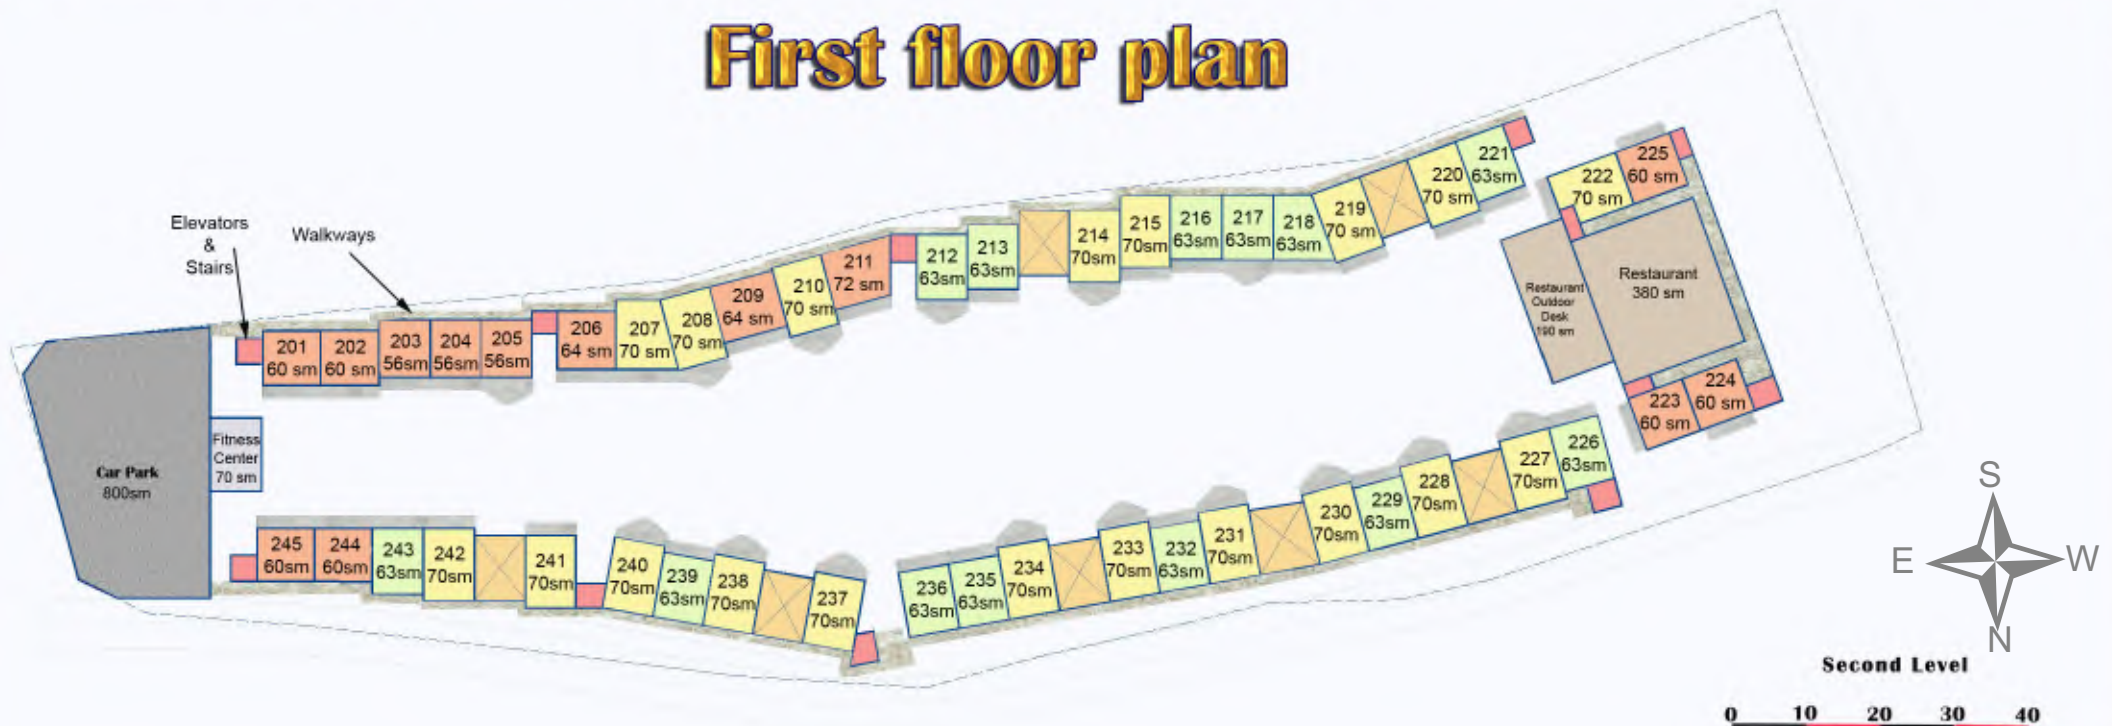 First floor plan
Elevators
&
Stairs
Walkways
201
60 sm
202
60 sm
203
56sm
204
56sm
205
56sm
206
64 sm
207
70 sm
208
70 sm
209
64 sm
210
70 sm
211
72 sm
212
63sm
213
63sm
214
70sm
215
70sm
216
63sm
217
63sm
218
63sm
219
70 sm
220
70 sm
221
63sm
222
70 sm
225
60 sm
Restaurant
380 sm
Restaurant
Outdoor
Desk
190 sm
223
60 sm
224
60 sm
Car Park
800sm
Fitness
Center
70 sm
245
60sm
244
60sm
243
63sm
242
70sm
241
70sm
240
70sm
239
63sm
238
70sm
237
70sm
236
63sm
235
63sm
234
70sm
233
70sm
232
63sm
231
70sm
230
70sm
229
63sm
228
70sm
227
70sm
226
63sm
S
E W
N
Second Level
0 10 20 30 40